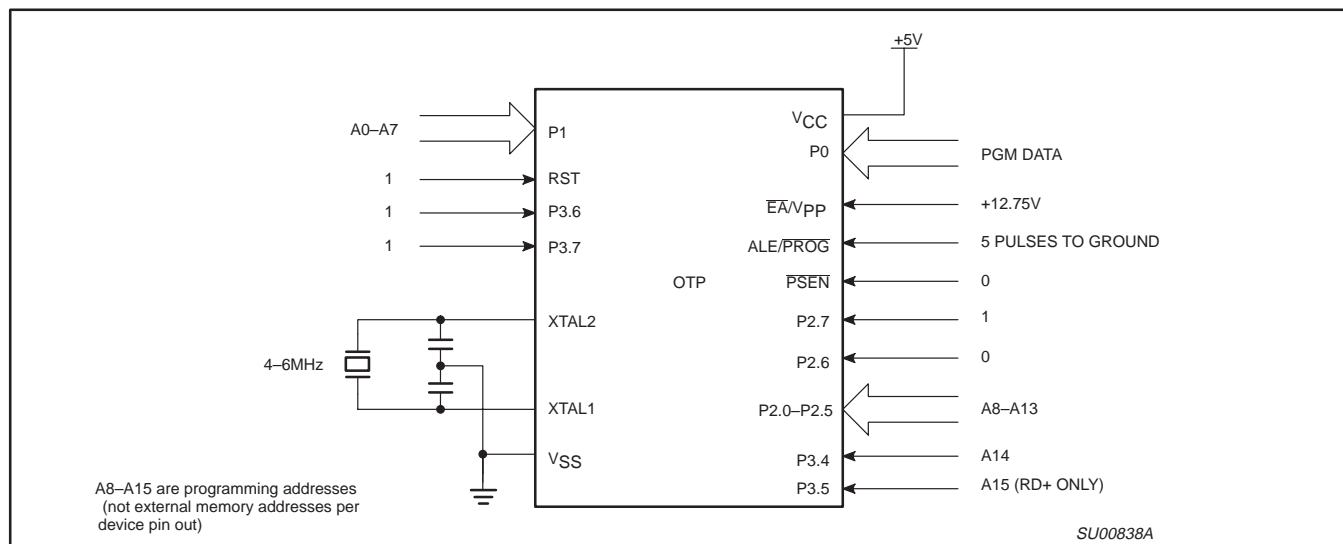 +5V
VCC
A0–A7
P1
P0
PGM DATA
1
RST
EA/VPP
+12.75V
1
P3.6
ALE/PROG
5 PULSES TO GROUND
1
P3.7
OTP
PSEN
0
XTAL2
P2.7
1
4–6MHz
P2.6
0
XTAL1
P2.0–P2.5
A8–A13
VSS
P3.4
A14
P3.5
A15 (RD+ ONLY)
A8–A15 are programming addresses
(not external memory addresses per
device pin out)
SU00838A